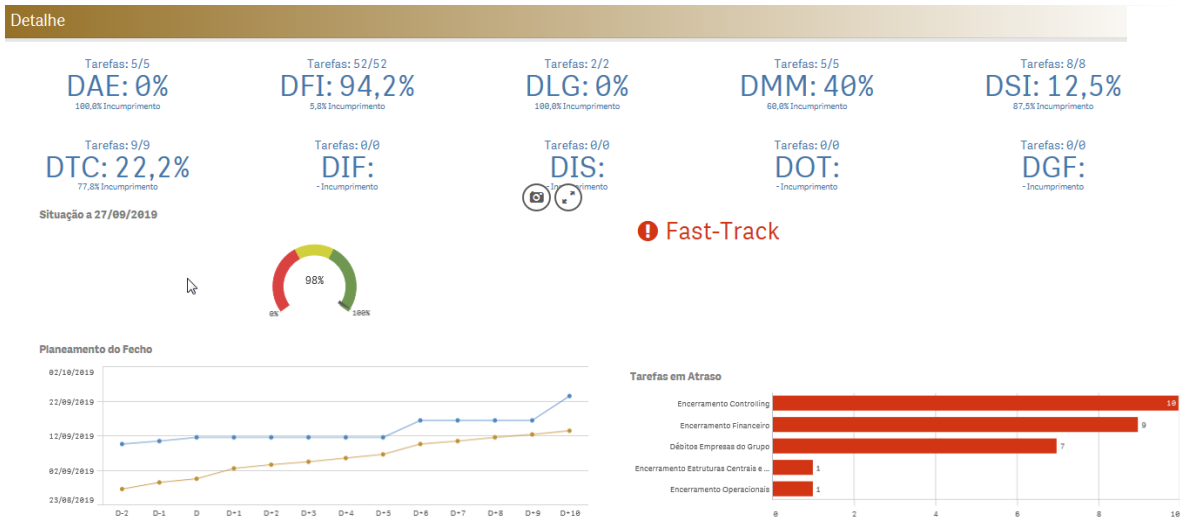 Detalhe
Tarefas: 5/5
DAE: 0%
100,0% Incumprimento
Tarefas: 52/52
DFI: 94,2%
5,8% Incumprimento
Tarefas: 2/2
DLG: 0%
100,0% Incumprimento
Tarefas: 5/5
DMM: 40%
60,0% Incumprimento
Tarefas: 8/8
DSI: 12,5%
87,5% Incumprimento
Tarefas: 9/9
DTC: 22,2%
77,8% Incumprimento
Tarefas: 0/0
DIF:
- Incumprimento
Tarefas: 0/0
DIS:
- Incumprimento
Tarefas: 0/0
DOT:
- Incumprimento
Tarefas: 0/0
DGF:
- Incumprimento
Situação a 27/09/2019
98%
0%
100%
Fast-Track
Planeamento do Fecho
02/10/2019
22/09/2019
12/09/2019
02/09/2019
23/08/2019
D-2 D-1 D D+1 D+2 D+3 D+4 D+5 D+6 D+7 D+8 D+9 D+10
Tarefas em Atraso
Encerramento Controlling 10
Encerramento Financeiro 9
Débitos Empresas do Grupo 7
Encerramento Estruturas Centrais e ... 1
Encerramento Operacionais 1
0 2 4 6 8 10